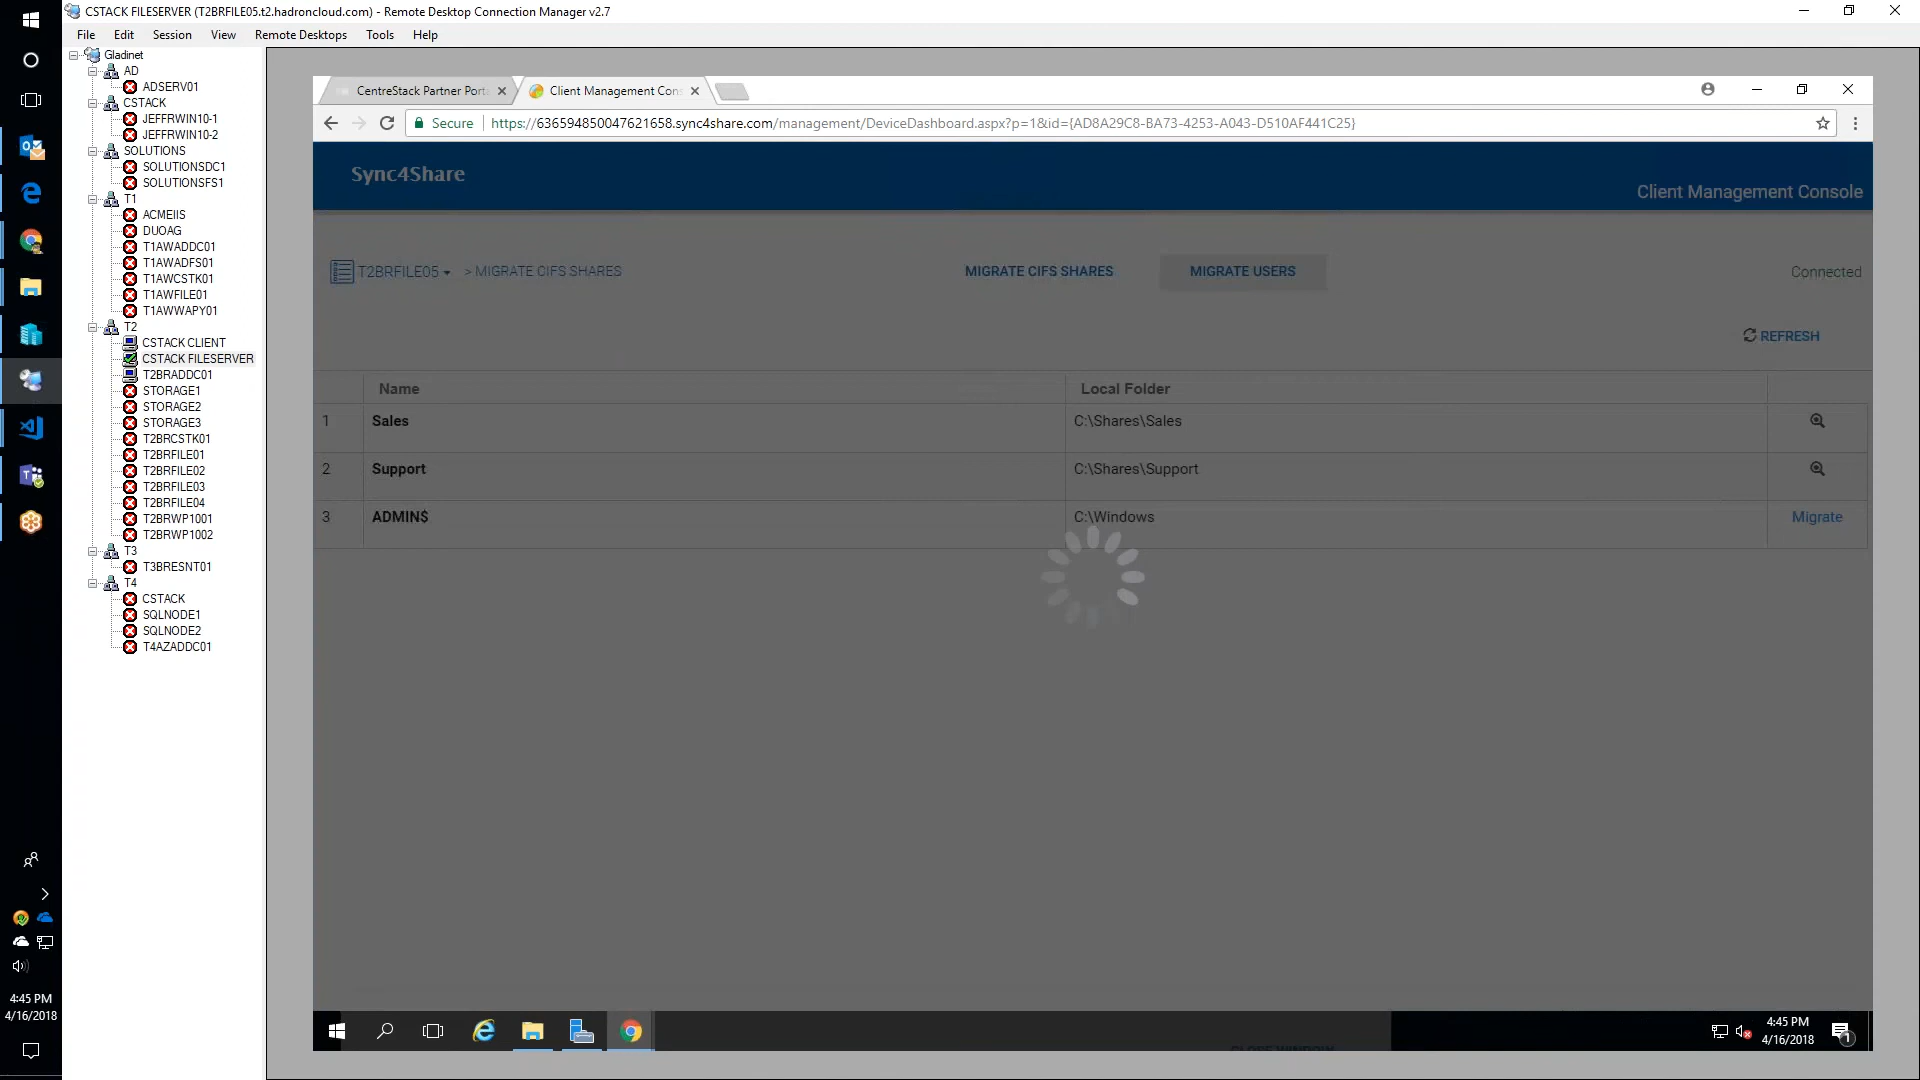 CSTACK FILESERVER (T2BRFILE05.t2.hadroncloud.com) - Remote Desktop Connection Manager v2.7
File Edit Session View Remote Desktops Tools Help
Gladinet
AD
ADSERV01
CSTACK
JEFFRWIN10-1
JEFFRWIN10-2
SOLUTIONS
SOLUTIONSDC1
SOLUTIONSFS1
T1
ACMEIIS
DUOAG
T1AWADDC01
T1AWADFS01
T1AWCSTK01
T1AWFILE01
T1AWWAPY01
T2
CSTACK CLIENT
CSTACK FILESERVER
T2BRADDC01
STORAGE1
STORAGE2
STORAGE3
T2BRCSTK01
T2BRFILE01
T2BRFILE02
T2BRFILE03
T2BRFILE04
T2BRWP1001
T2BRWP1002
T3
T3BRESNT01
T4
CSTACK
SQLNODE1
SQLNODE2
T4AZADDC01
CentreStack Partner Port
Client Management Con
Secure https://636594850047621658.sync4share.com/management/DeviceDashboard.aspx?p=1&id={AD8A29C8-BA73-4253-A043-D510AF441C25}
Sync4Share
Client Management Console
T2BRFILE05 > MIGRATE CIFS SHARES
MIGRATE CIFS SHARES
MIGRATE USERS
Connected
REFRESH
Name Local Folder
1 Sales C:\Shares\Sales
2 Support C:\Shares\Support
3 ADMIN$ C:\Windows Migrate
4:45 PM
4/16/2018
1
4:45 PM
4/16/2018